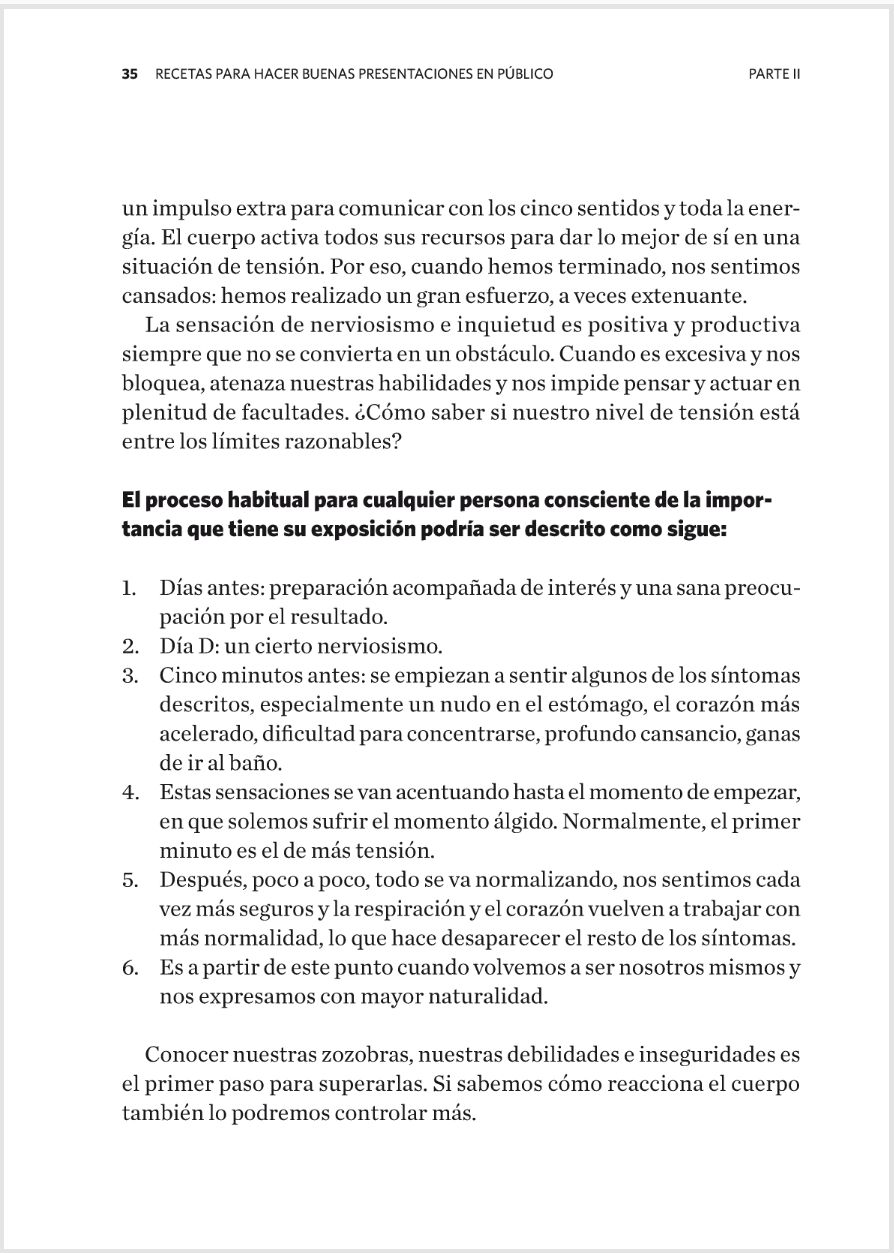 35 RECETAS PARA HACER BUENAS PRESENTACIONES EN PÚBLICO PARTE II
un impulso extra para comunicar con los cinco sentidos y toda la ener-
gía. El cuerpo activa todos sus recursos para dar lo mejor de sí en una
situación de tensión. Por eso, cuando hemos terminado, nos sentimos
cansados: hemos realizado un gran esfuerzo, a veces extenuante.
La sensación de nerviosismo e inquietud es positiva y productiva
siempre que no se convierta en un obstáculo. Cuando es excesiva y nos
bloquea, atenaza nuestras habilidades y nos impide pensar y actuar en
plenitud de facultades. ¿Cómo saber si nuestro nivel de tensión está
entre los límites razonables?
El proceso habitual para cualquier persona consciente de la impor-
tancia que tiene su exposición podría ser descrito como sigue:
1. Días antes: preparación acompañada de interés y una sana preocu-
pación por el resultado.
2. Día D: un cierto nerviosismo.
3. Cinco minutos antes: se empiezan a sentir algunos de los síntomas
descritos, especialmente un nudo en el estómago, el corazón más
acelerado, dificultad para concentrarse, profundo cansancio, ganas
de ir al baño.
4. Estas sensaciones se van acentuando hasta el momento de empezar,
en que solemos sufrir el momento álgido. Normalmente, el primer
minuto es el de más tensión.
5. Después, poco a poco, todo se va normalizando, nos sentimos cada
vez más seguros y la respiración y el corazón vuelven a trabajar con
más normalidad, lo que hace desaparecer el resto de los síntomas.
6. Es a partir de este punto cuando volvemos a ser nosotros mismos y
nos expresamos con mayor naturalidad.
Conocer nuestras zozobras, nuestras debilidades e inseguridades es
el primer paso para superarlas. Si sabemos cómo reacciona el cuerpo
también lo podremos controlar más.